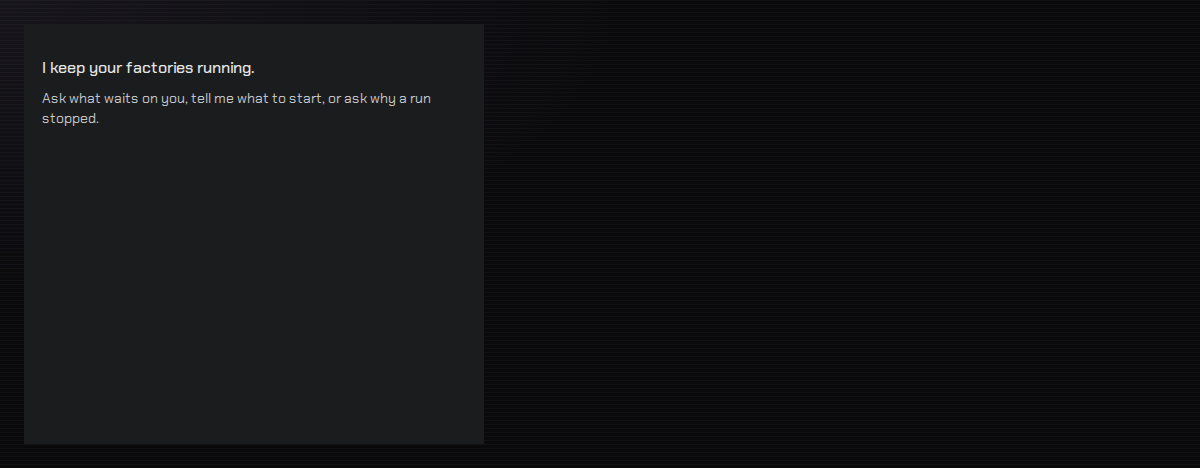 I keep your factories running.
Ask what waits on you, tell me what to start, or ask why a run
stopped.